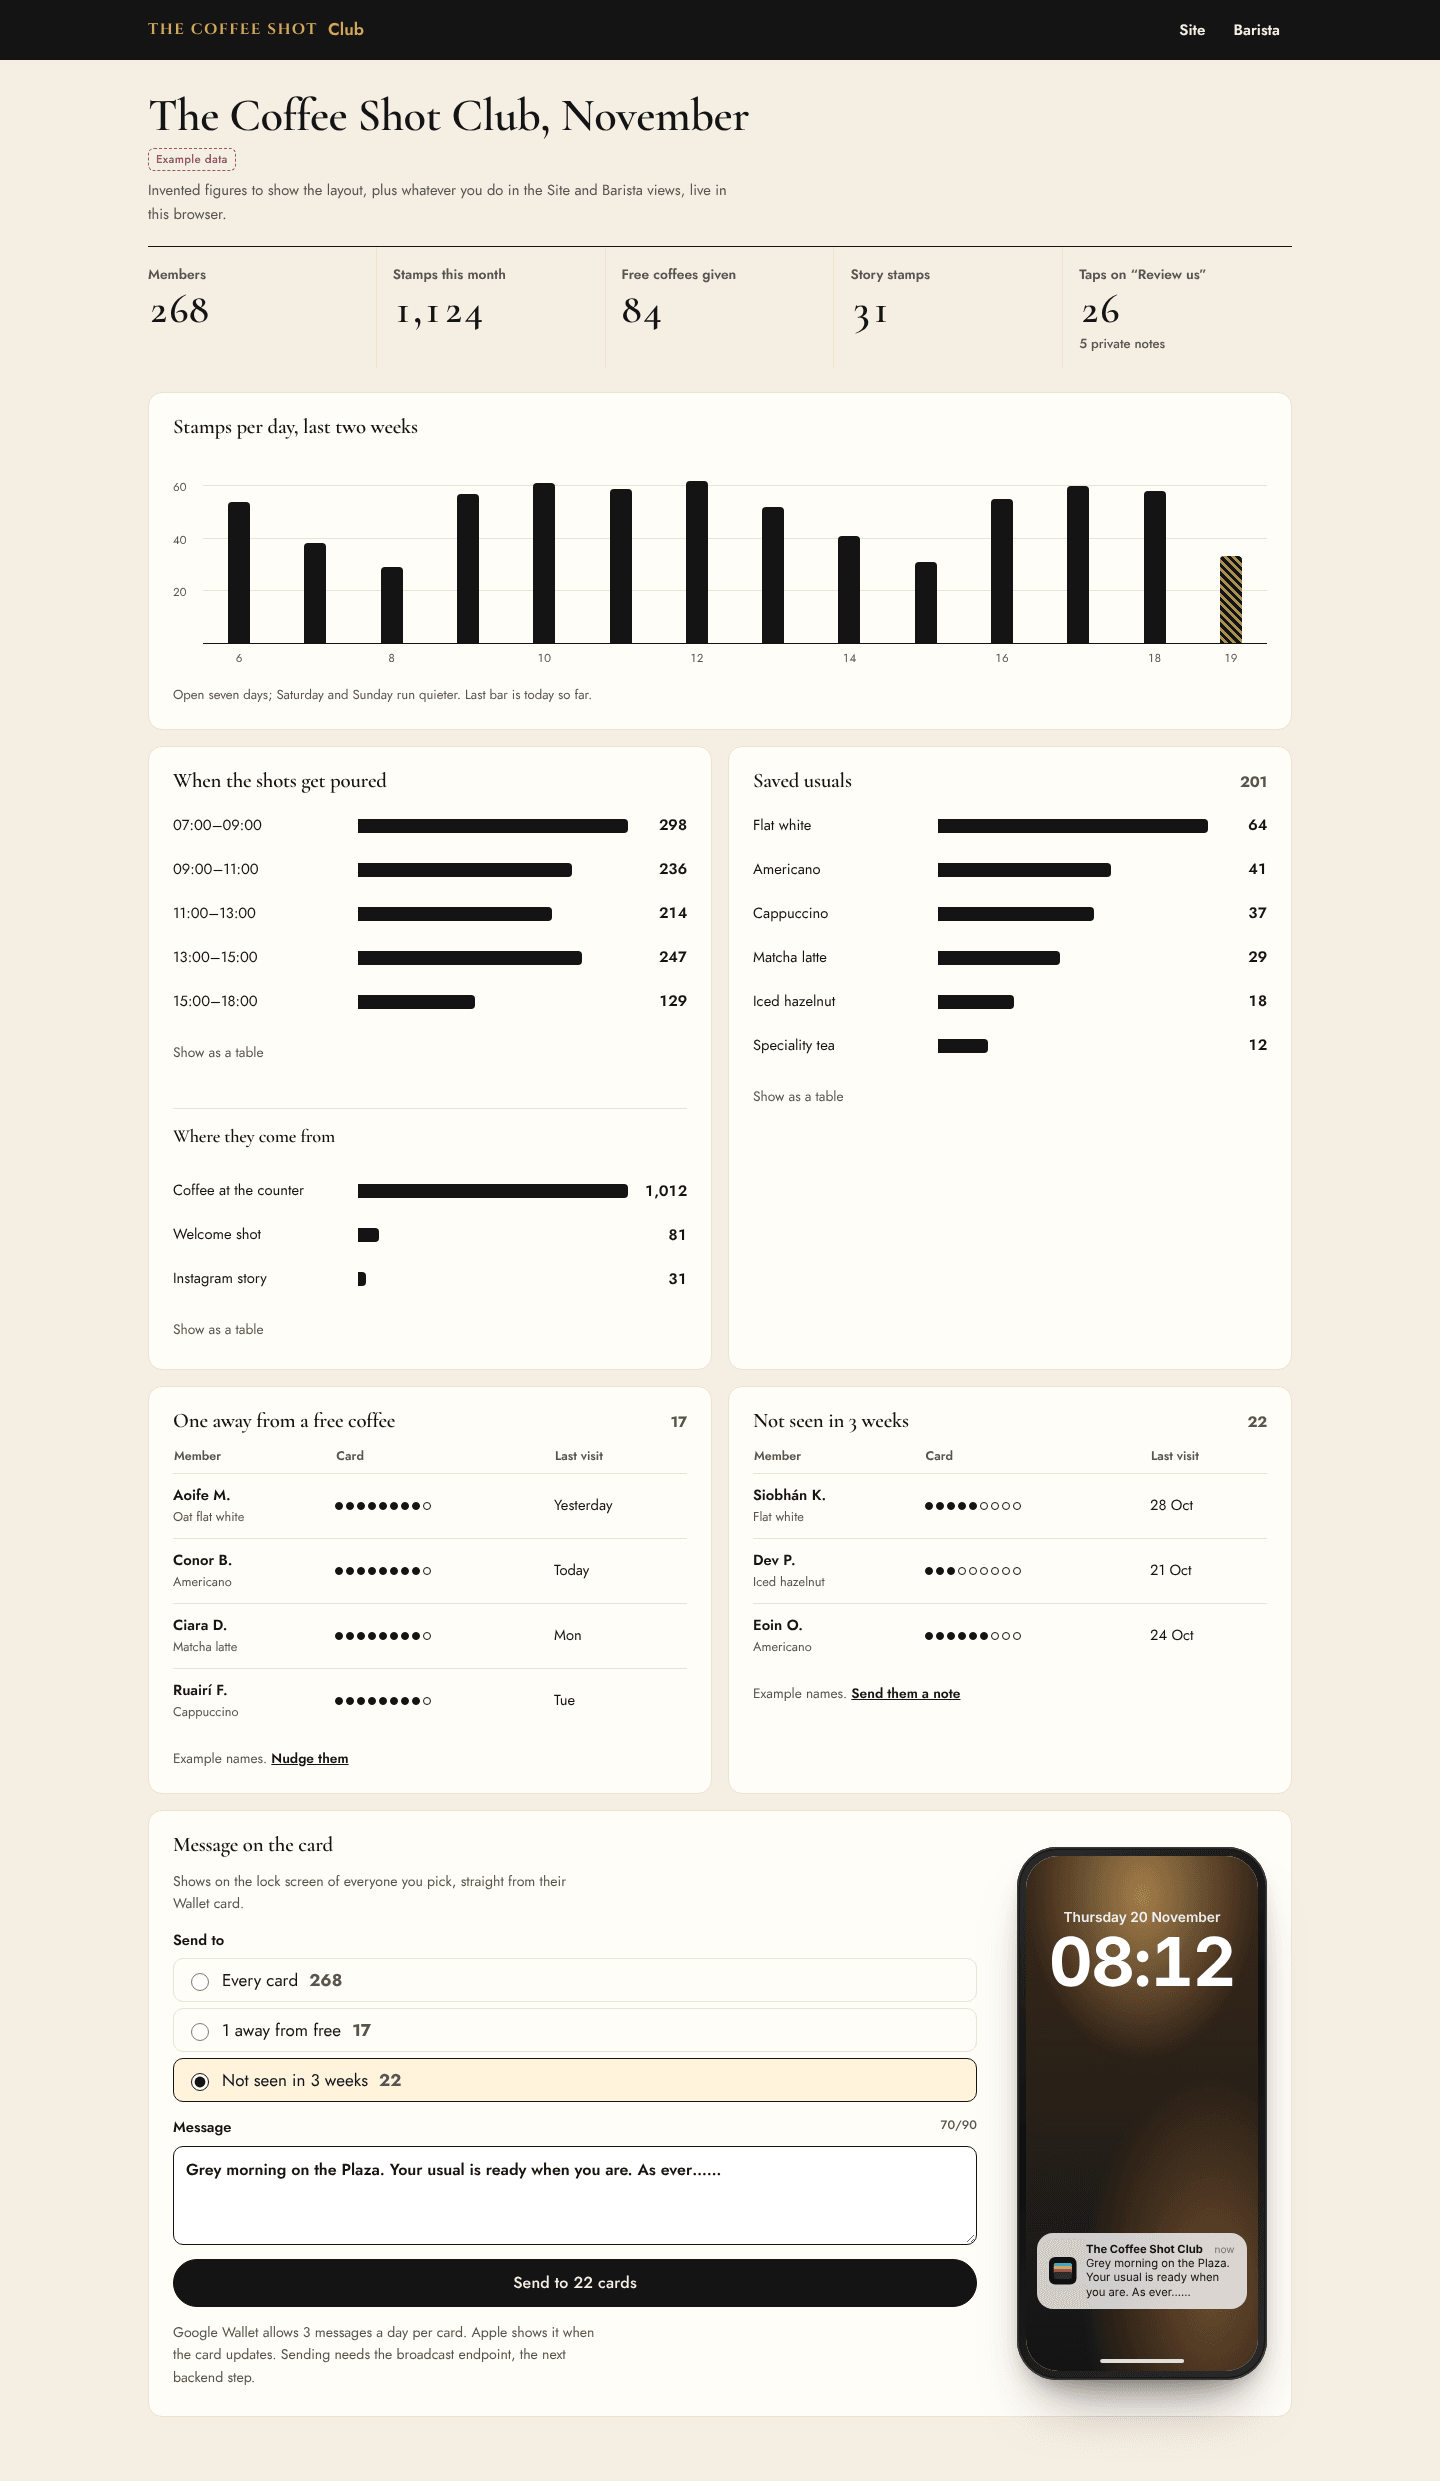 THE COFFEE SHOT Club
Site
Barista
The Coffee Shot Club, November
Example data
Invented figures to show the layout, plus whatever you do in the Site and Barista views, live in
this browser.
Members
268
Stamps this month
1,124
Free coffees given
84
Story stamps
31
Taps on “Review us”
26
5 private notes
Stamps per day, last two weeks
60
40
20
6
8
10
12
14
16
18
19
Open seven days; Saturday and Sunday run quieter. Last bar is today so far.
When the shots get poured
07:00–09:00 298
09:00–11:00 236
11:00–13:00 214
13:00–15:00 247
15:00–18:00 129
Show as a table
Where they come from
Coffee at the counter 1,012
Welcome shot 81
Instagram story 31
Show as a table
Saved usuals 201
Flat white 64
Americano 41
Cappuccino 37
Matcha latte 29
Iced hazelnut 18
Speciality tea 12
Show as a table
One away from a free coffee 17
Member Card Last visit
Aoife M.
Oat flat white
Yesterday
Conor B.
Americano
Today
Ciara D.
Matcha latte
Mon
Ruairí F.
Cappuccino
Tue
Example names. Nudge them
Not seen in 3 weeks 22
Member Card Last visit
Siobhán K.
Flat white
28 Oct
Dev P.
Iced hazelnut
21 Oct
Eoin O.
Americano
24 Oct
Example names. Send them a note
Message on the card
Shows on the lock screen of everyone you pick, straight from their
Wallet card.
Send to
Every card 268
1 away from free 17
Not seen in 3 weeks 22
Message 70/90
Grey morning on the Plaza. Your usual is ready when you are. As ever......
Send to 22 cards
Google Wallet allows 3 messages a day per card. Apple shows it when
the card updates. Sending needs the broadcast endpoint, the next
backend step.
Thursday 20 November
08:12
The Coffee Shot Club now
Grey morning on the Plaza.
Your usual is ready when
you are. As ever......